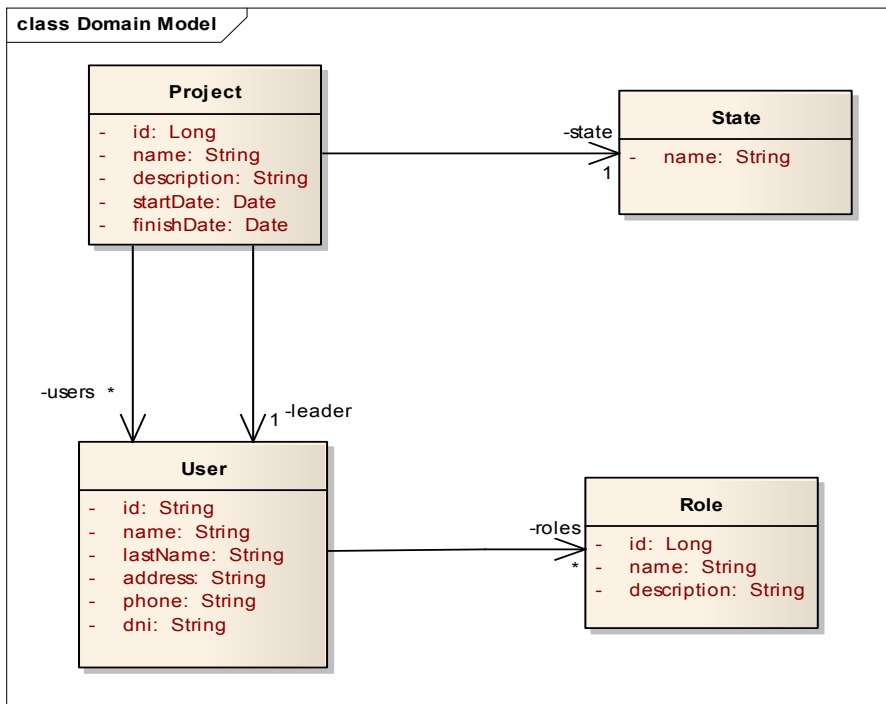 class Domain Model
Project
- id: Long
- name: String
- description: String
- startDate: Date
- finishDate: Date
-state
1
State
- name: String
-users *
1
-leader
User
- id: String
- name: String
- lastName: String
- address: String
- phone: String
- dni: String
-roles
*
Role
- id: Long
- name: String
- description: String